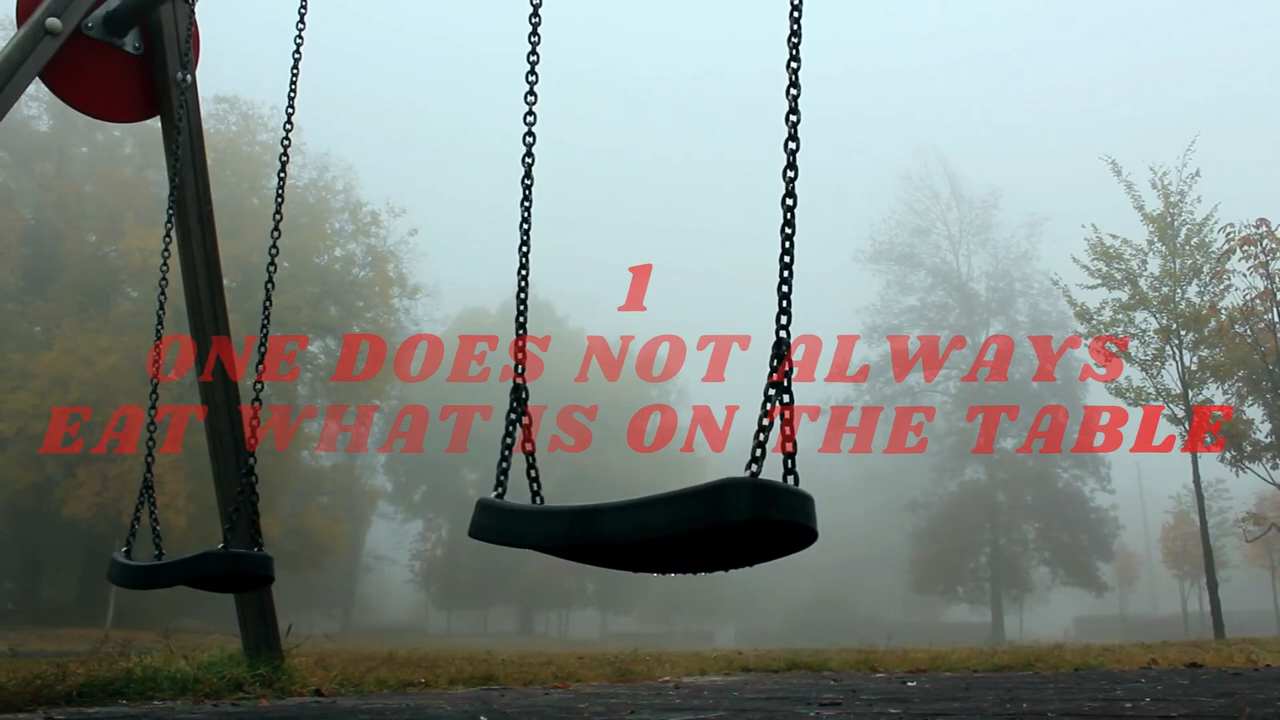 1
ONE DOES NOT ALWAYS
EAT WHAT IS ON THE TABLE